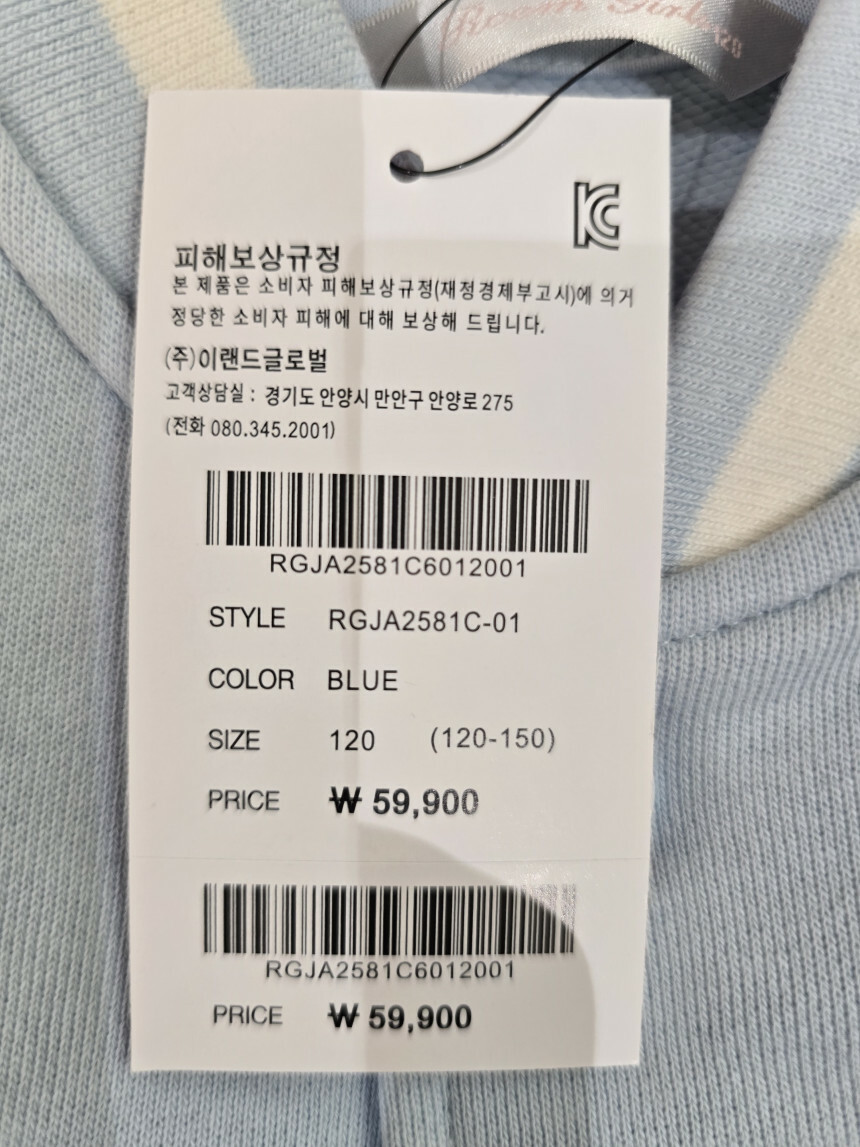 Room Girls
120
KC
피해보상규정
본 제품은 소비자 피해보상규정(재정경제부고시)에 의거
정당한 소비자 피해에 대해 보상해 드립니다.
(주)이랜드글로벌
고객상담실 : 경기도 안양시 만안구 안양로 275
(전화 080.345.2001)
RGJA2581C6012001
STYLE RGJA2581C-01
COLOR BLUE
SIZE 120 (120-150)
PRICE ₩ 59,900
RGJA2581C6012001
PRICE ₩ 59,900